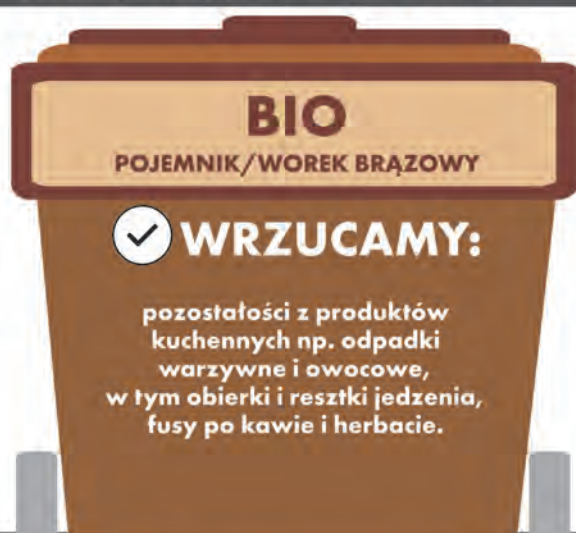 BIO
POJEMNIK/WOREK BRĄZOWY
WRZUCAMY:
pozostałości z produktów
kuchennych np. odpadki
warzywne i owocowe,
w tym obierki i resztki jedzenia,
fusy po kawie i herbacie.